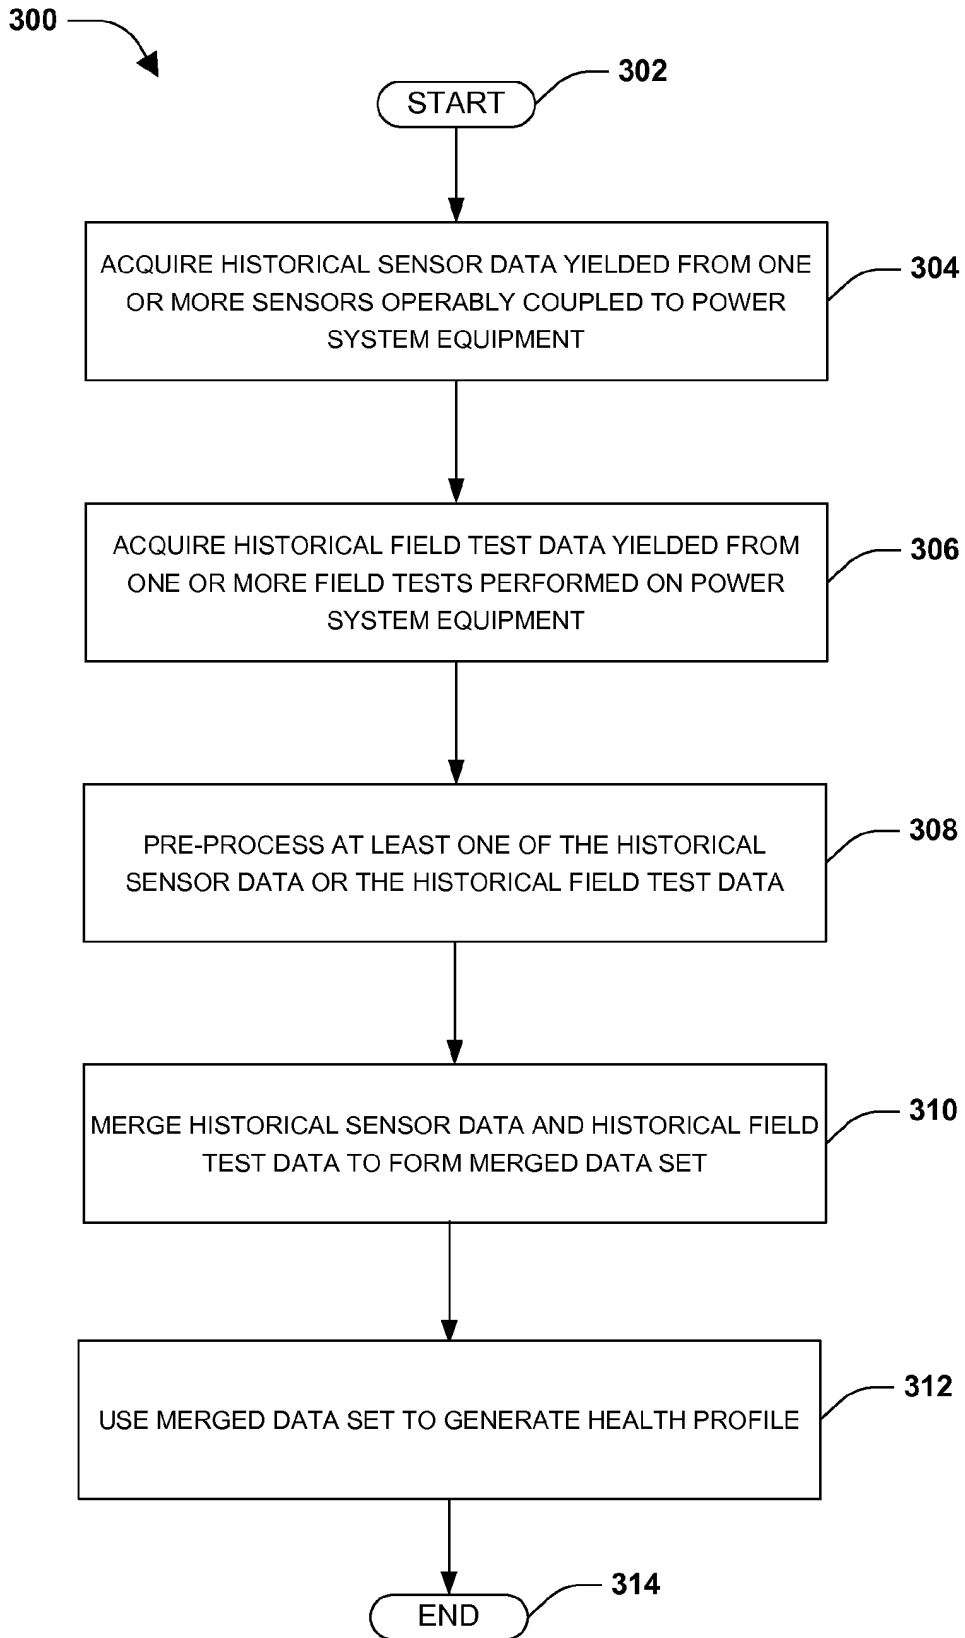 300
302
START
304
ACQUIRE HISTORICAL SENSOR DATA YIELDED FROM ONE
OR MORE SENSORS OPERABLY COUPLED TO POWER
SYSTEM EQUIPMENT
306
ACQUIRE HISTORICAL FIELD TEST DATA YIELDED FROM
ONE OR MORE FIELD TESTS PERFORMED ON POWER
SYSTEM EQUIPMENT
308
PRE-PROCESS AT LEAST ONE OF THE HISTORICAL
SENSOR DATA OR THE HISTORICAL FIELD TEST DATA
310
MERGE HISTORICAL SENSOR DATA AND HISTORICAL FIELD
TEST DATA TO FORM MERGED DATA SET
312
USE MERGED DATA SET TO GENERATE HEALTH PROFILE
314
END